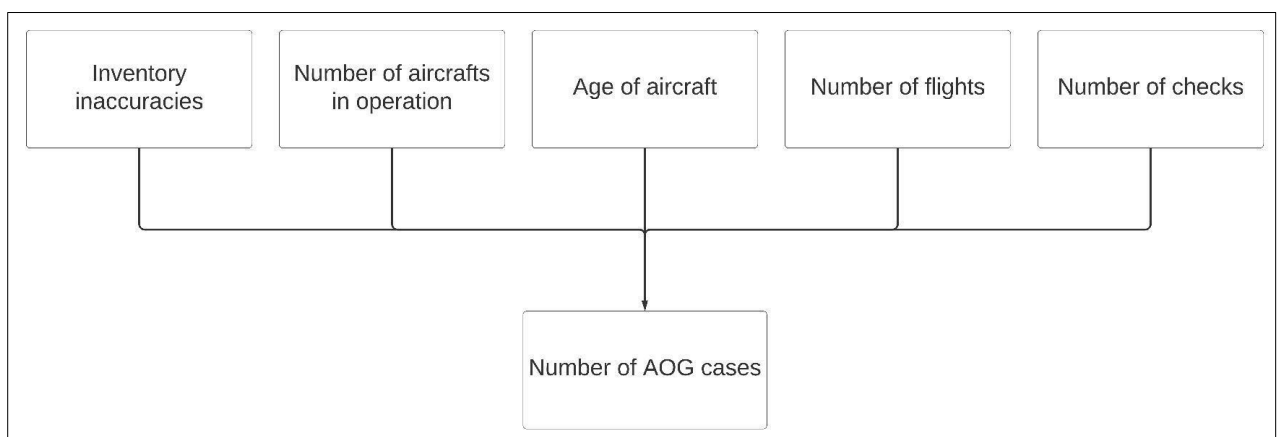 Inventory
inaccuracies
Number of aircrafts
in operation
Age of aircraft
Number of flights
Number of checks
Number of AOG cases